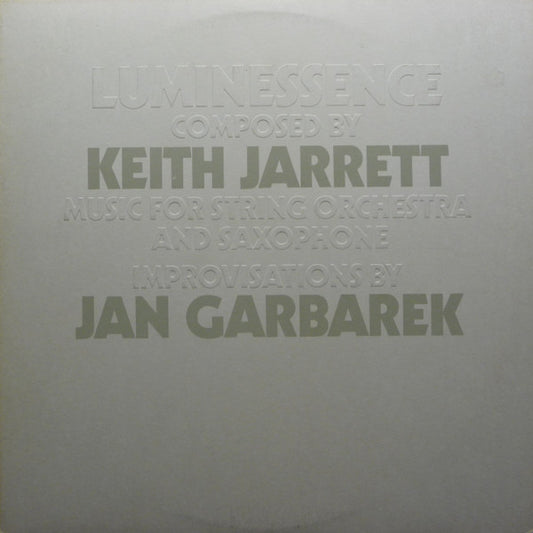 LUMINESSENCE
COMPOSED BY
KEITH JARRETT
MUSIC FOR STRING ORCHESTRA
AND SAXOPHONE
IMPROVISATIONS BY
JAN GARBAREK